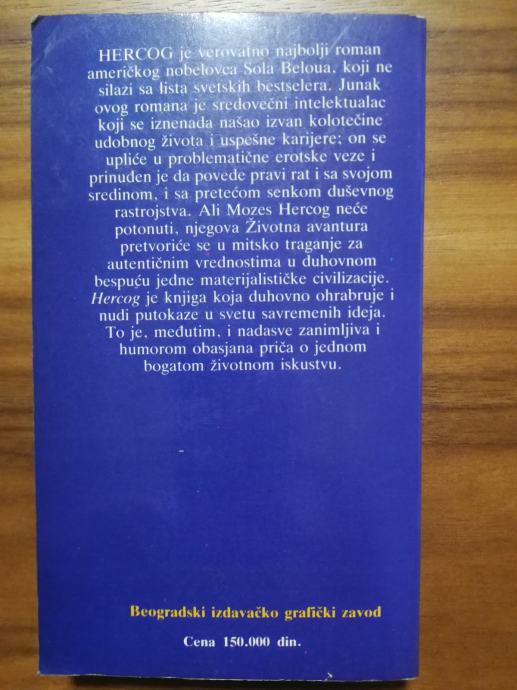 HERCOG je verovatno najbolji roman
američkog nobelovca Sola Beloua, koji ne
silazi sa lista svetskih bestselera. Junak
ovog romana je sredovečni intelektualac
koji se iznenada našao izvan kolotečine
udobnog života i uspešne karijere; on se
upliće u problematične erotske veze i
prinuđen je da povede pravi rat i sa svojom
sredinom, i sa pretećom senkom duševnog
rastrojstva. Ali Mozes Hercog neće
potonuti, njegova Životna avantura
pretvoriće se u mitsko traganje za
autentičnim vrednostima u duhovnom
bespuću jedne materijalističke civilizacije.
Hercog je knjiga koja duhovno ohrabruje i
nudi putokaze u svetu savremenih ideja.
To je, međutim, i nadasve zanimljiva i
humorom obasjana priča o jednom
bogatom životnom iskustvu.
Beogradski izdavačko grafički zavod
Cena 150.000 din.